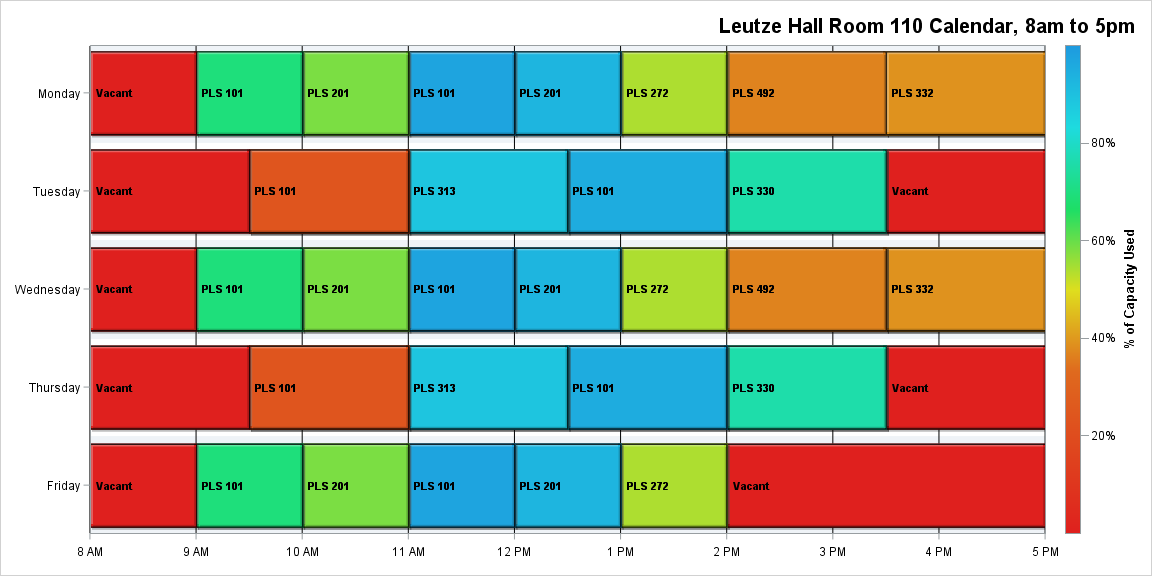 Leutze Hall Room 110 Calendar, 8am to 5pm
Monday Vacant PLS 101 PLS 201 PLS 101 PLS 201 PLS 272 PLS 492 PLS 332
80%
Tuesday Vacant PLS 101 PLS 313 PLS 101 PLS 330 Vacant
60%
Wednesday Vacant PLS 101 PLS 201 PLS 101 PLS 201 PLS 272 PLS 492 PLS 332
% of Capacity Used
40%
Thursday Vacant PLS 101 PLS 313 PLS 101 PLS 330 Vacant
20%
Friday Vacant PLS 101 PLS 201 PLS 101 PLS 201 PLS 272 Vacant
8 AM 9 AM 10 AM 11 AM 12 PM 1 PM 2 PM 3 PM 4 PM 5 PM